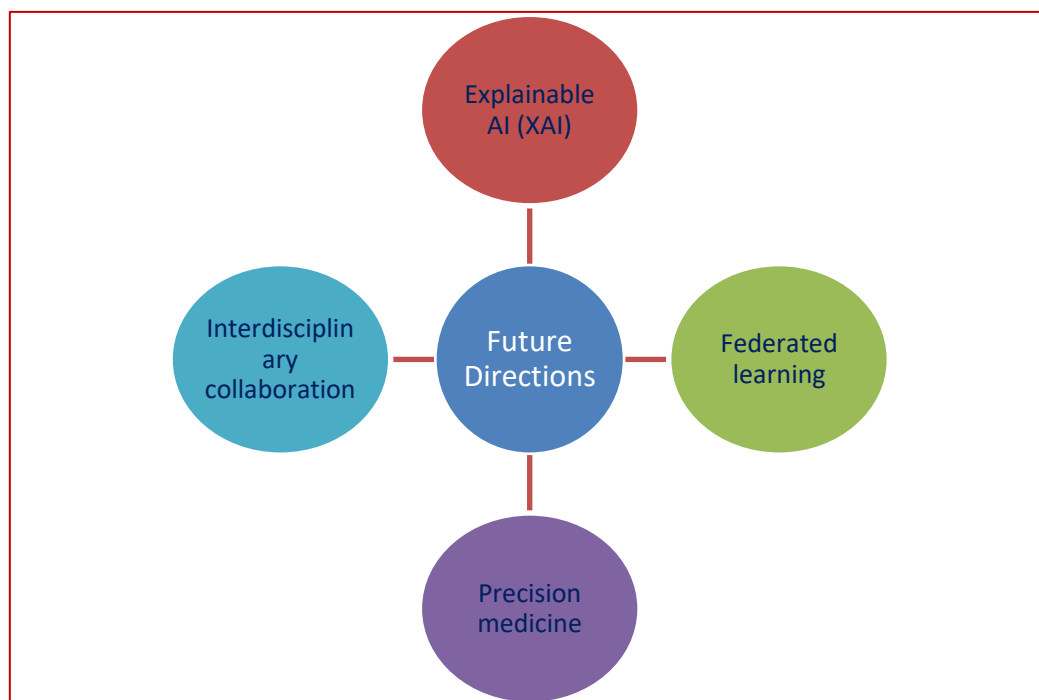 Explainable
AI (XAI)
Interdisciplin
ary
collaboration
Future
Directions
Federated
learning
Precision
medicine